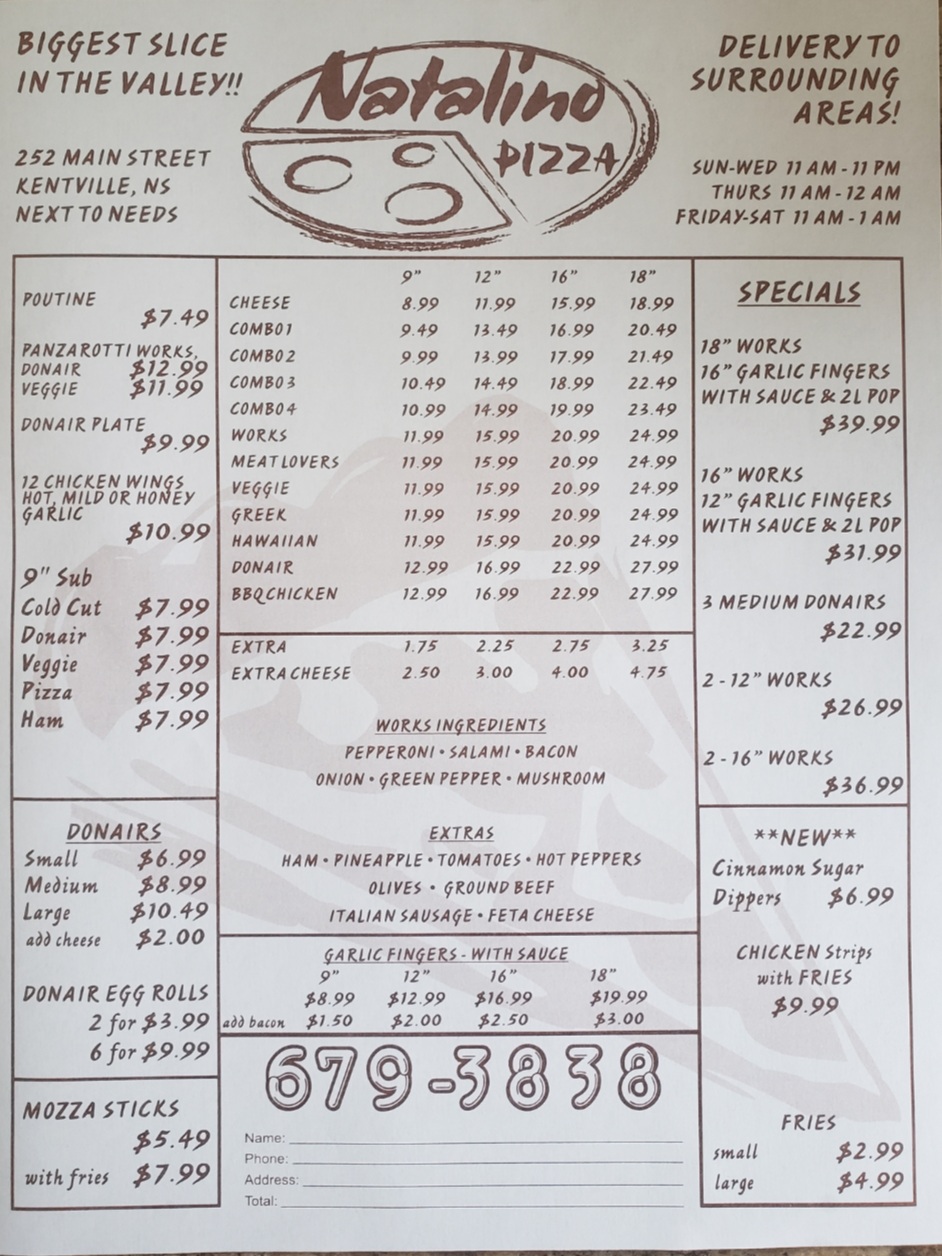 BIGGEST SLICE
IN THE VALLEY!!
252 MAIN STREET
KENTVILLE, NS
NEXT TO NEEDS
Natalino
PIZZA
DELIVERY TO
SURROUNDING
AREAS!
SUN-WED 11 AM - 11 PM
THURS 11 AM - 12 AM
FRIDAY-SAT 11 AM - 1 AM
POUTINE
$7.49
PANZAROTTI WORKS,
DONAIR $12.99
VEGGIE $11.99
DONAIR PLATE
$9.99
12 CHICKEN WINGS
HOT, MILD OR HONEY
GARLIC
$10.99
9" Sub
Cold Cut $7.99
Donair $7.99
Veggie $7.99
Pizza $7.99
Ham $7.99
DONAIRS
Small $6.99
Medium $8.99
Large $10.49
add cheese $2.00
DONAIR EGG ROLLS
2 for $3.99
6 for $9.99
MOZZA STICKS
$5.49
with fries $7.99
9" 12" 16" 18"
CHEESE 8.99 11.99 15.99 18.99
COMBO 1 9.49 13.49 16.99 20.49
COMBO 2 9.99 13.99 17.99 21.49
COMBO 3 10.49 14.49 18.99 22.49
COMBO 4 10.99 14.99 19.99 23.49
WORKS 11.99 15.99 20.99 24.99
MEAT LOVERS 11.99 15.99 20.99 24.99
VEGGIE 11.99 15.99 20.99 24.99
GREEK 11.99 15.99 20.99 24.99
HAWAIIAN 11.99 15.99 20.99 24.99
DONAIR 12.99 16.99 22.99 27.99
BBQ CHICKEN 12.99 16.99 22.99 27.99
EXTRA 1.75 2.25 2.75 3.25
EXTRA CHEESE 2.50 3.00 4.00 4.75
WORKS INGREDIENTS
PEPPERONI • SALAMI • BACON
ONION • GREEN PEPPER • MUSHROOM
EXTRAS
HAM • PINEAPPLE • TOMATOES • HOT PEPPERS
OLIVES • GROUND BEEF
ITALIAN SAUSAGE • FETA CHEESE
GARLIC FINGERS - WITH SAUCE
9" 12" 16" 18"
$8.99 $12.99 $16.99 $19.99
add bacon $1.50 $2.00 $2.50 $3.00
679-3838
Name:
Phone:
Address:
Total:
SPECIALS
18" WORKS
16" GARLIC FINGERS
WITH SAUCE & 2L POP
$39.99
16" WORKS
12" GARLIC FINGERS
WITH SAUCE & 2L POP
$31.99
3 MEDIUM DONAIRS
$22.99
2 - 12" WORKS
$26.99
2 - 16" WORKS
$36.99
**NEW**
Cinnamon Sugar
Dippers $6.99
CHICKEN Strips
with FRIES
$9.99
FRIES
small $2.99
large $4.99